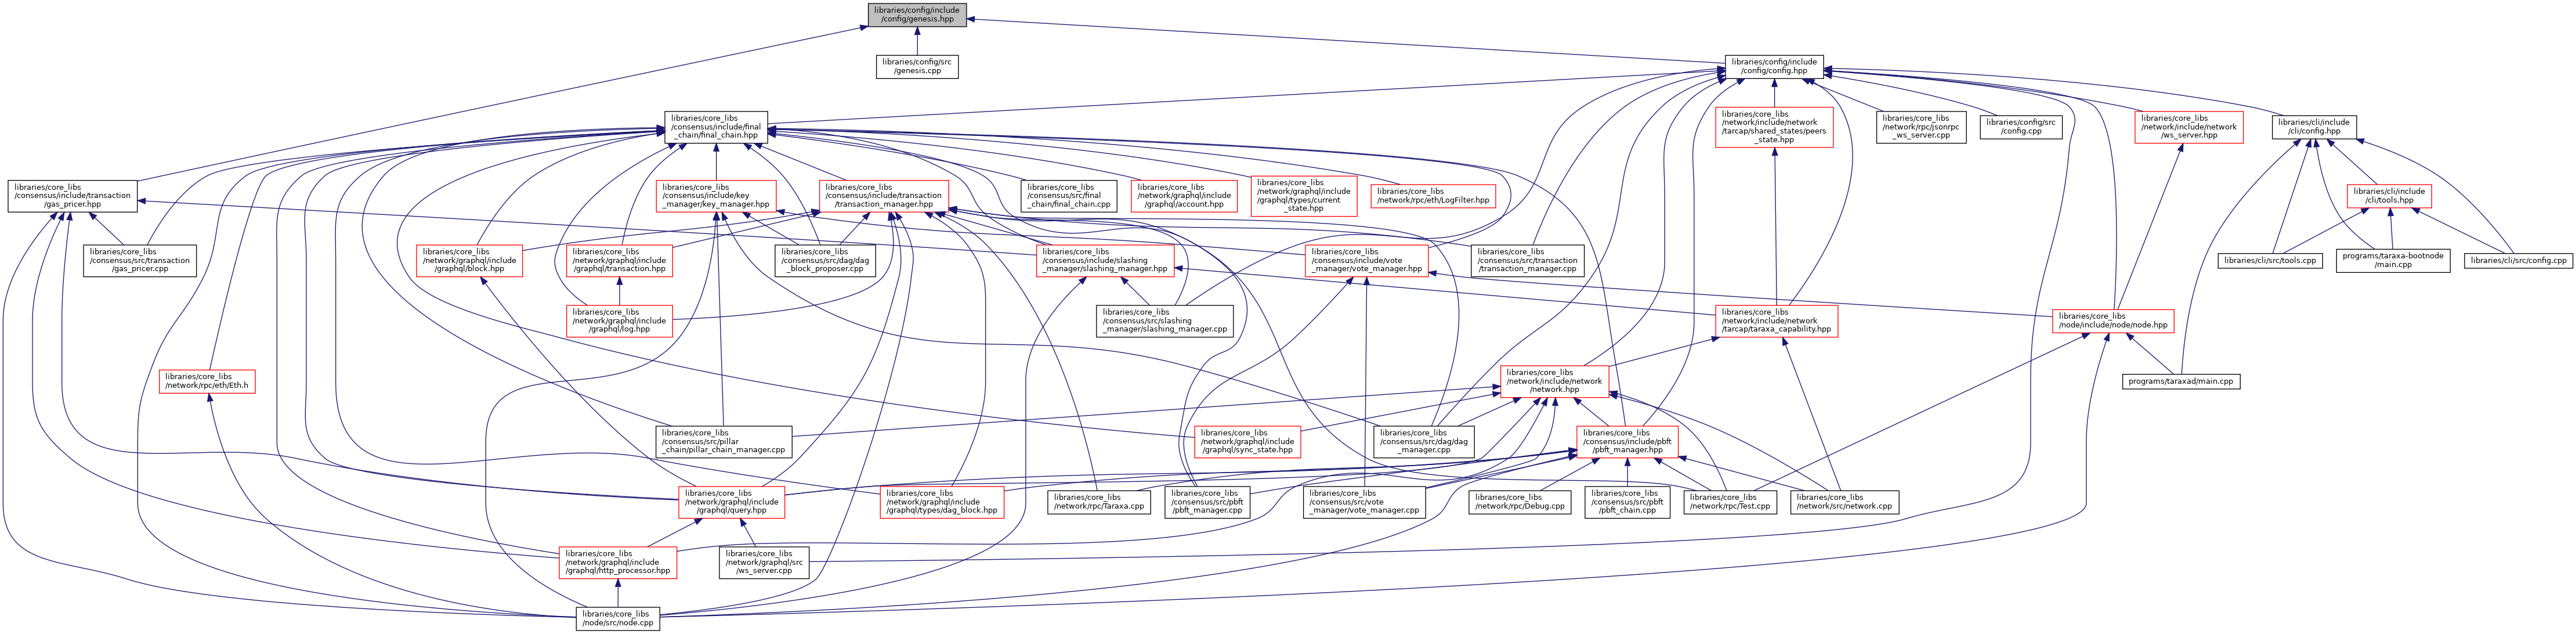 libraries/config/include
/config/genesis.hpp
libraries/config/src
/genesis.cpp
libraries/config/include
/config/config.hpp
libraries/core_libs
/consensus/include/final
_chain/final_chain.hpp
libraries/core_libs
/network/include/network
/tarcap/shared_states/peers
_state.hpp
libraries/core_libs
/network/rpc/jsonrpc
_ws_server.cpp
libraries/config/src
/config.cpp
libraries/core_libs
/network/include/network
/ws_server.hpp
libraries/cli/include
/cli/config.hpp
libraries/core_libs
/consensus/include/transaction
/gas_pricer.hpp
libraries/core_libs
/consensus/include/key
_manager/key_manager.hpp
libraries/core_libs
/consensus/include/transaction
/transaction_manager.hpp
libraries/core_libs
/consensus/src/final
_chain/final_chain.cpp
libraries/core_libs
/network/graphql/include
/graphql/account.hpp
libraries/core_libs
/network/graphql/include
/graphql/types/current
_state.hpp
libraries/core_libs
/network/rpc/eth/LogFilter.hpp
libraries/cli/include
/cli/tools.hpp
libraries/core_libs
/consensus/src/transaction
/gas_pricer.cpp
libraries/core_libs
/network/graphql/include
/graphql/block.hpp
libraries/core_libs
/network/graphql/include
/graphql/transaction.hpp
libraries/core_libs
/consensus/src/dag/dag
_block_proposer.cpp
libraries/core_libs
/consensus/include/slashing
_manager/slashing_manager.hpp
libraries/core_libs
/consensus/include/vote
_manager/vote_manager.hpp
libraries/core_libs
/consensus/src/transaction
/transaction_manager.cpp
libraries/cli/src/tools.cpp
programs/taraxa-bootnode
/main.cpp
libraries/cli/src/config.cpp
libraries/core_libs
/network/graphql/include
/graphql/log.hpp
libraries/core_libs
/consensus/src/slashing
_manager/slashing_manager.cpp
libraries/core_libs
/network/include/network
/tarcap/taraxa_capability.hpp
libraries/core_libs
/node/include/node/node.hpp
libraries/core_libs
/network/rpc/eth/Eth.h
libraries/core_libs
/network/include/network
/network.hpp
programs/taraxad/main.cpp
libraries/core_libs
/consensus/src/pillar
_chain/pillar_chain_manager.cpp
libraries/core_libs
/network/graphql/include
/graphql/sync_state.hpp
libraries/core_libs
/consensus/src/dag/dag
_manager.cpp
libraries/core_libs
/consensus/include/pbft
/pbft_manager.hpp
libraries/core_libs
/network/graphql/include
/graphql/query.hpp
libraries/core_libs
/network/graphql/include
/graphql/types/dag_block.hpp
libraries/core_libs
/network/rpc/Taraxa.cpp
libraries/core_libs
/consensus/src/pbft
/pbft_manager.cpp
libraries/core_libs
/consensus/src/vote
_manager/vote_manager.cpp
libraries/core_libs
/network/rpc/Debug.cpp
libraries/core_libs
/consensus/src/pbft
/pbft_chain.cpp
libraries/core_libs
/network/rpc/Test.cpp
libraries/core_libs
/network/src/network.cpp
libraries/core_libs
/network/graphql/include
/graphql/http_processor.hpp
libraries/core_libs
/network/graphql/src
/ws_server.cpp
libraries/core_libs
/node/src/node.cpp